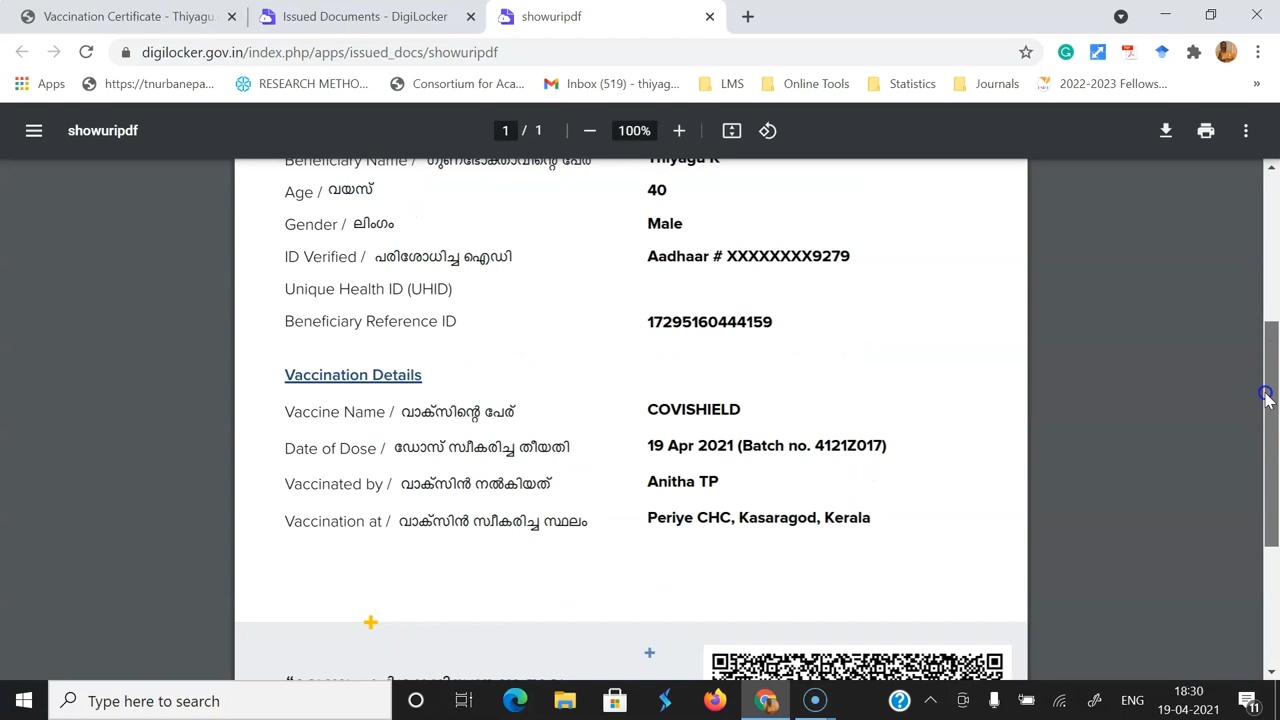 Vaccination Certificate - Thiyagu
Issued Documents - DigiLocker
showuripdf
digilocker.gov.in/index.php/apps/issued_docs/showuripdf
Apps
https://tnurbanepa...
RESEARCH METHO...
Consortium for Aca...
Inbox (519) - thiyag...
LMS
Online Tools
Statistics
Journals
2022-2023 Fellows...
»
showuripdf
1 / 1
100%
Beneficiary Name / ഗുണഭോക്താവിന്റെ പേര് Thiyagu K
Age / വയസ് 40
Gender / ലിംഗം Male
ID Verified / പരിശോധിച്ച ഐഡി Aadhaar # XXXXXXXX9279
Unique Health ID (UHID)
Beneficiary Reference ID 17295160444159
Vaccination Details
Vaccine Name / വാക്സിന്റെ പേര് COVISHIELD
Date of Dose / ഡോസ് സ്വീകരിച്ച തീയതി 19 Apr 2021 (Batch no. 4121Z017)
Vaccinated by / വാക്സിൻ നൽകിയത് Anitha TP
Vaccination at / വാക്സിൻ സ്വീകരിച്ച സ്ഥലം Periye CHC, Kasaragod, Kerala
Type here to search
ENG
18:30
19-04-2021
11